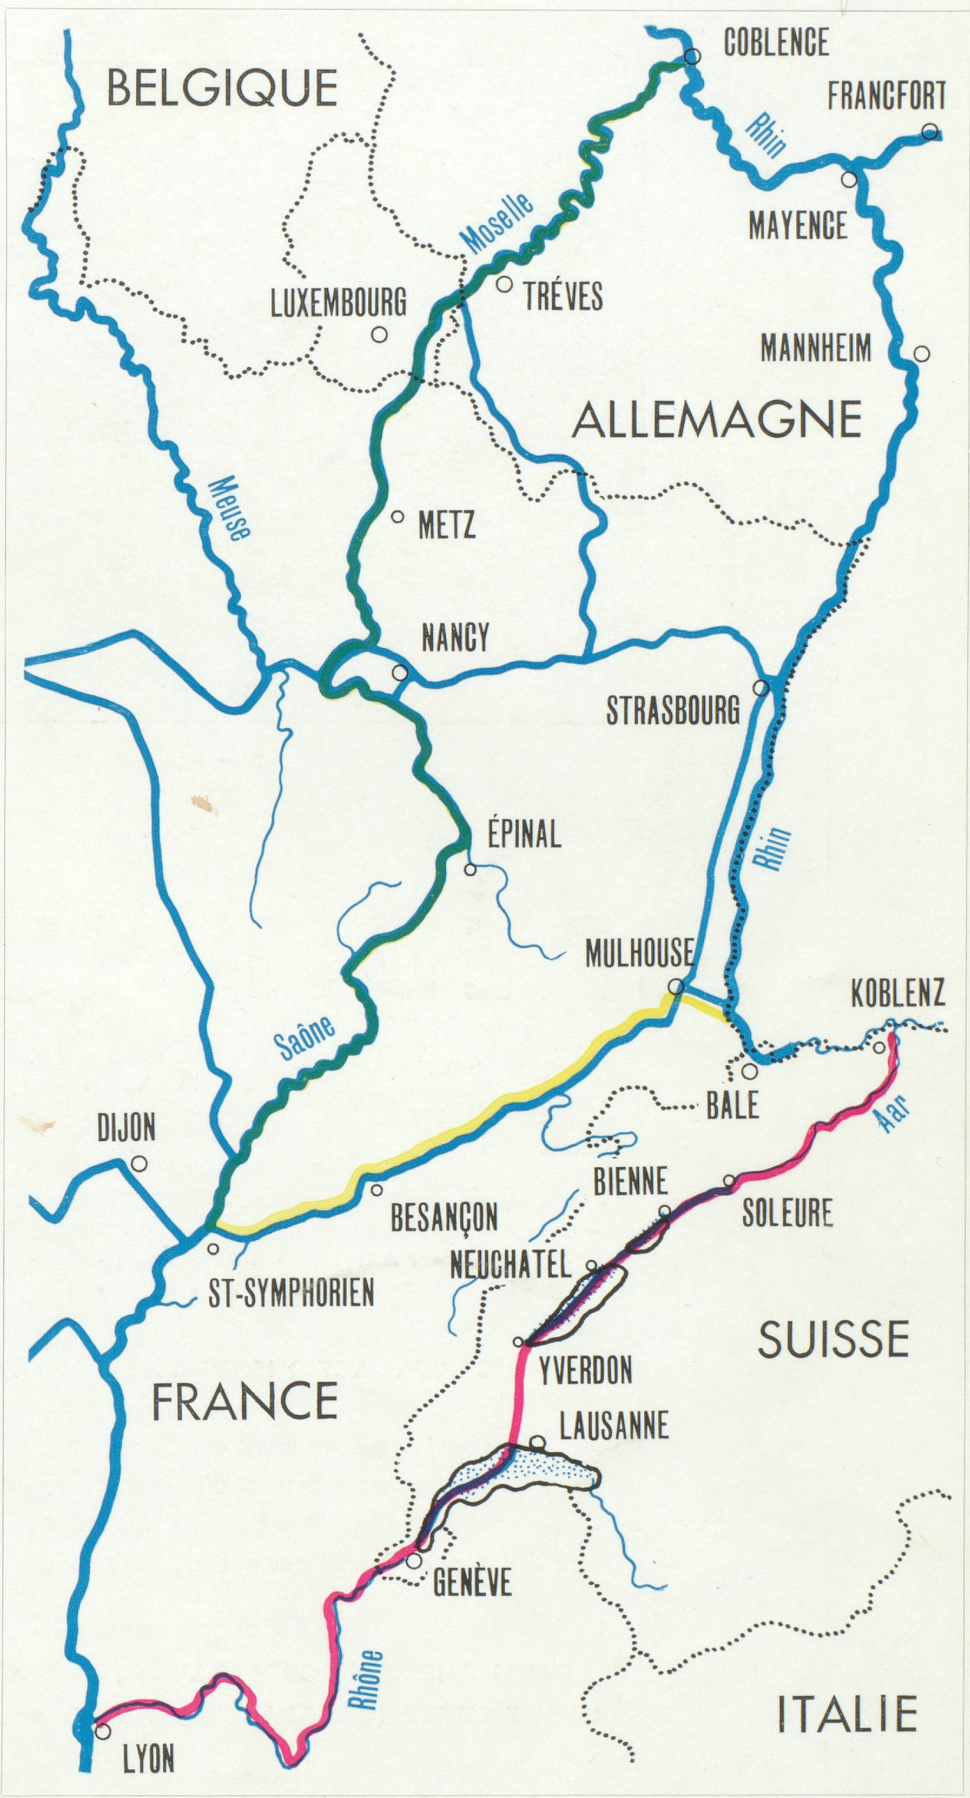 COBLENCE
BELGIQUE
FRANCFORT
Rhin
MAYENCE
Moselle
LUXEMBOURG
TRÉVES
MANNHEIM
ALLEMAGNE
Meuse
METZ
NANCY
STRASBOURG
ÉPINAL
Rhin
MULHOUSE
KOBLENZ
Saône
BALE
DIJON
Aar
BIENNE
BESANÇON
SOLEURE
NEUCHATEL
ST-SYMPHORIEN
SUISSE
YVERDON
FRANCE
LAUSANNE
GENÈVE
Rhône
ITALIE
LYON